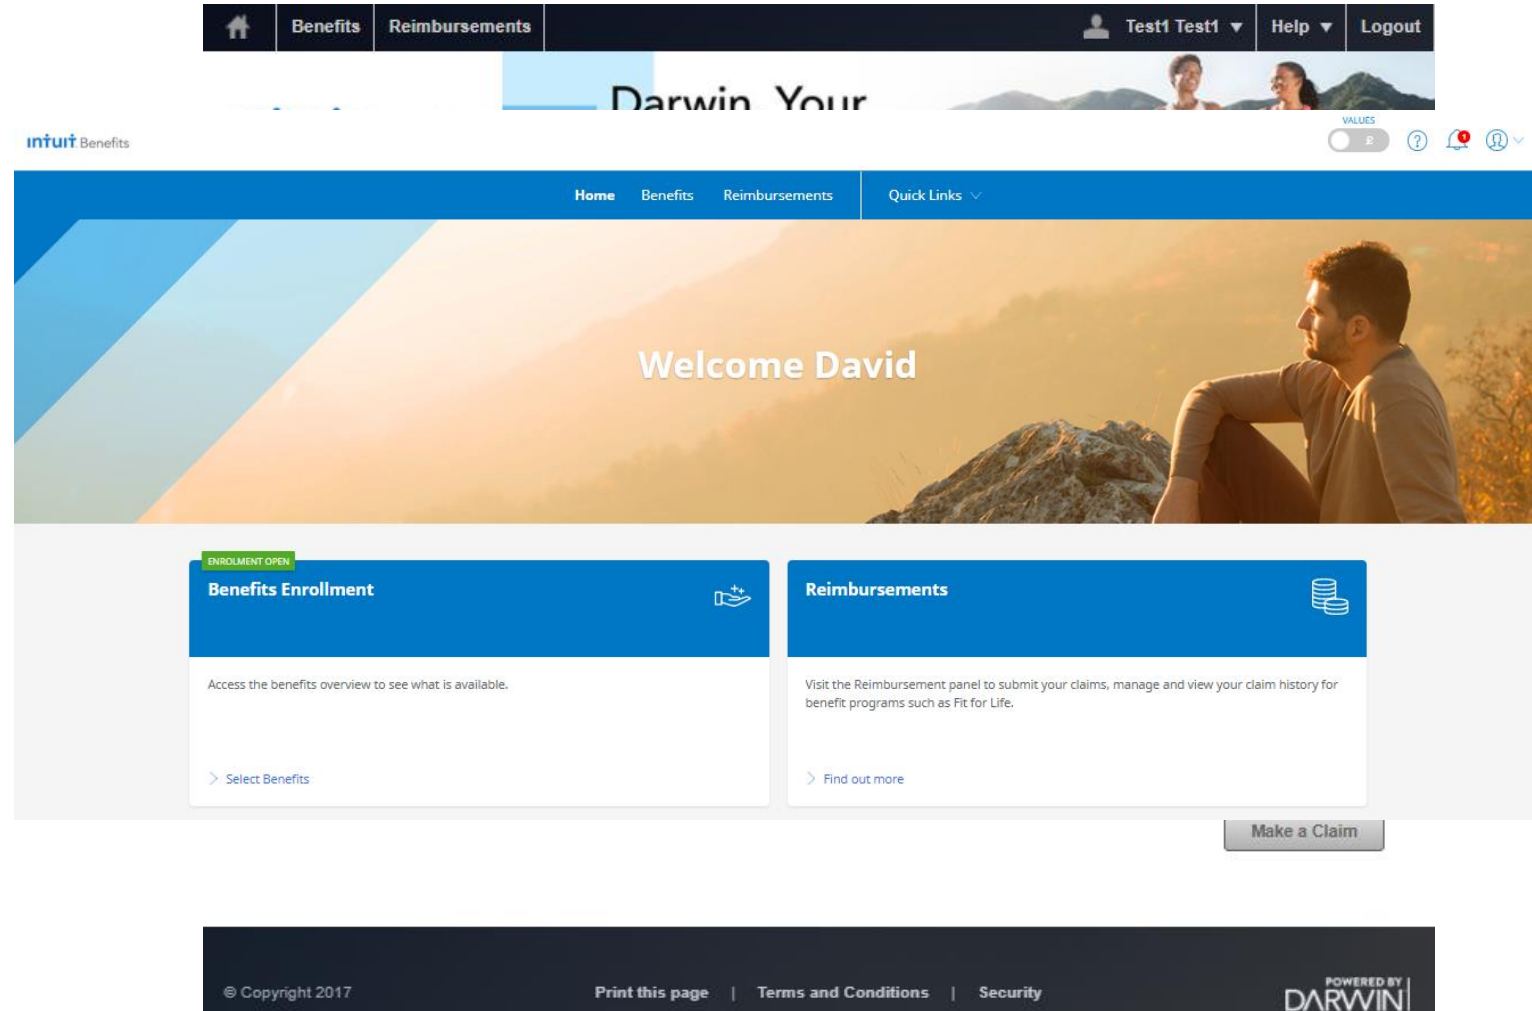 Benefits Reimbursements Test1 Test1 Help Logout
Darwin. Your
VALUES
ıntuıt Benefits £ ? 1
Home Benefits Reimbursements Quick Links
Welcome David
ENROLMENT OPEN
Benefits Enrollment
Access the benefits overview to see what is available.
Select Benefits
Reimbursements
Visit the Reimbursement panel to submit your claims, manage and view your claim history for
benefit programs such as Fit for Life.
Find out more
Make a Claim
© Copyright 2017 Print this page | Terms and Conditions | Security
POWERED BY
DARWIN